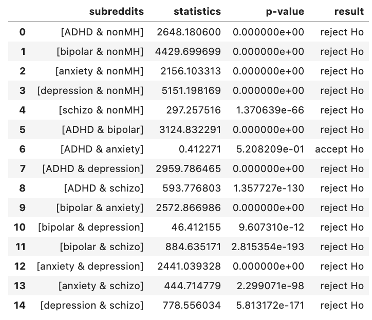 subreddits statistics p-value result
0 [ADHD & nonMH] 2648.180600 0.000000e+00 reject Ho
1 [bipolar & nonMH] 4429.699699 0.000000e+00 reject Ho
2 [anxiety & nonMH] 2156.103313 0.000000e+00 reject Ho
3 [depression & nonMH] 5151.198169 0.000000e+00 reject Ho
4 [schizo & nonMH] 297.257516 1.370639e-66 reject Ho
5 [ADHD & bipolar] 3124.832291 0.000000e+00 reject Ho
6 [ADHD & anxiety] 0.412271 5.208209e-01 accept Ho
7 [ADHD & depression] 2959.786465 0.000000e+00 reject Ho
8 [ADHD & schizo] 593.776803 1.357727e-130 reject Ho
9 [bipolar & anxiety] 2572.866986 0.000000e+00 reject Ho
10 [bipolar & depression] 46.412155 9.607310e-12 reject Ho
11 [bipolar & schizo] 884.635171 2.815354e-193 reject Ho
12 [anxiety & depression] 2441.039328 0.000000e+00 reject Ho
13 [anxiety & schizo] 444.714779 2.299071e-98 reject Ho
14 [depression & schizo] 778.556034 5.813172e-171 reject Ho